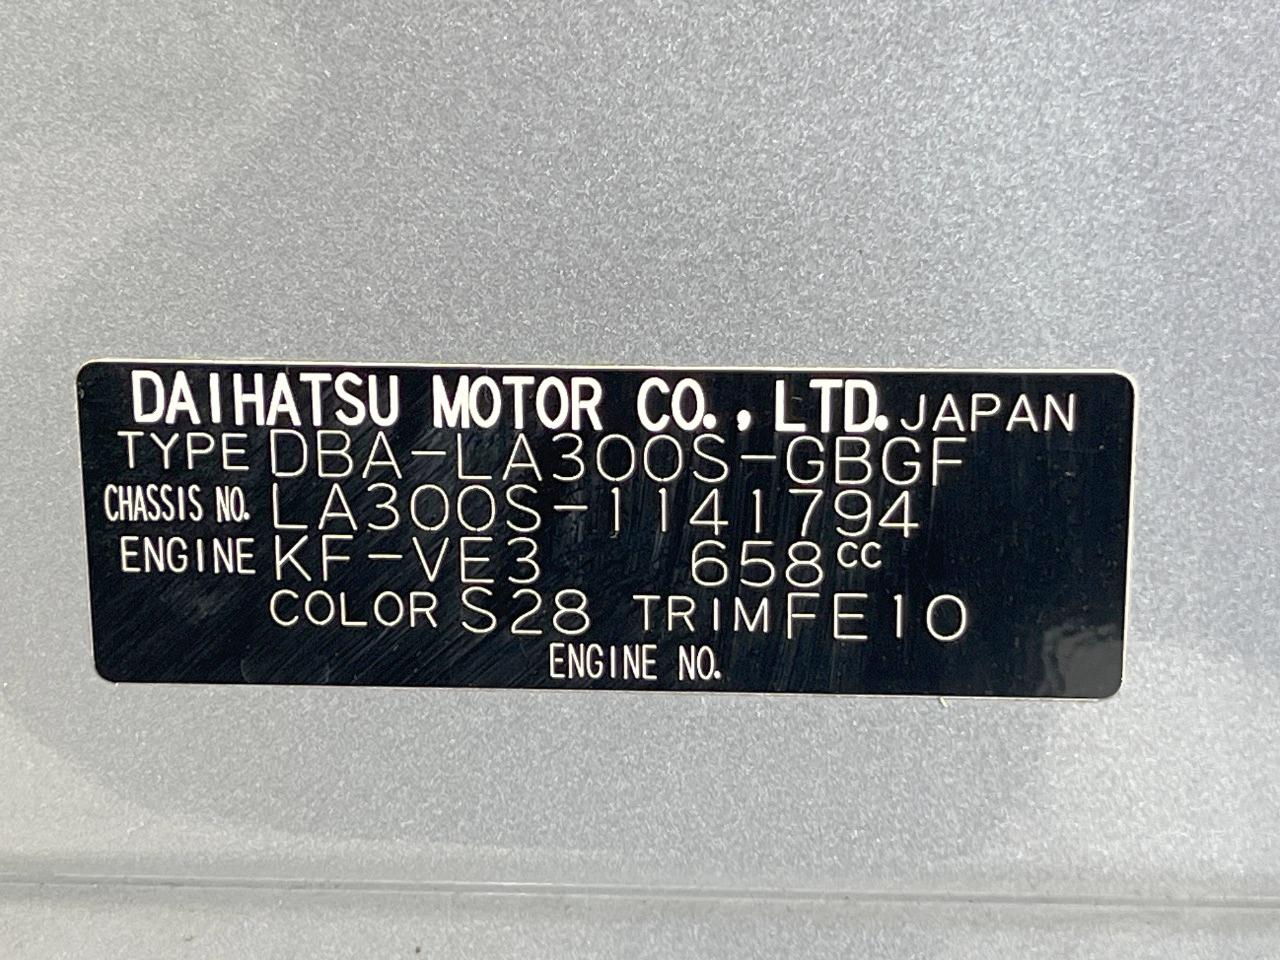 DAIHATSU MOTOR CO., LTD. JAPAN
TYPE DBA-LA300S-GBGF
CHASSIS NO. LA300S-1141794
ENGINE KF-VE3 658cc
COLOR S28 TRIM FE10
ENGINE NO.